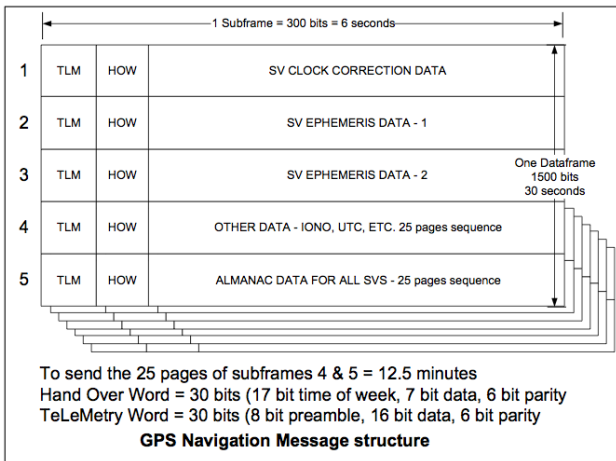 1 Subframe = 300 bits = 6 seconds
1 TLM HOW SV CLOCK CORRECTION DATA
2 TLM HOW SV EPHEMERIS DATA - 1
3 TLM HOW SV EPHEMERIS DATA - 2
One Dataframe
1500 bits
30 seconds
4 TLM HOW OTHER DATA - IONO, UTC, ETC. 25 pages sequence
5 TLM HOW ALMANAC DATA FOR ALL SVS - 25 pages sequence
To send the 25 pages of subframes 4 & 5 = 12.5 minutes
Hand Over Word = 30 bits (17 bit time of week, 7 bit data, 6 bit parity
TeLeMetry Word = 30 bits (8 bit preamble, 16 bit data, 6 bit parity
GPS Navigation Message structure